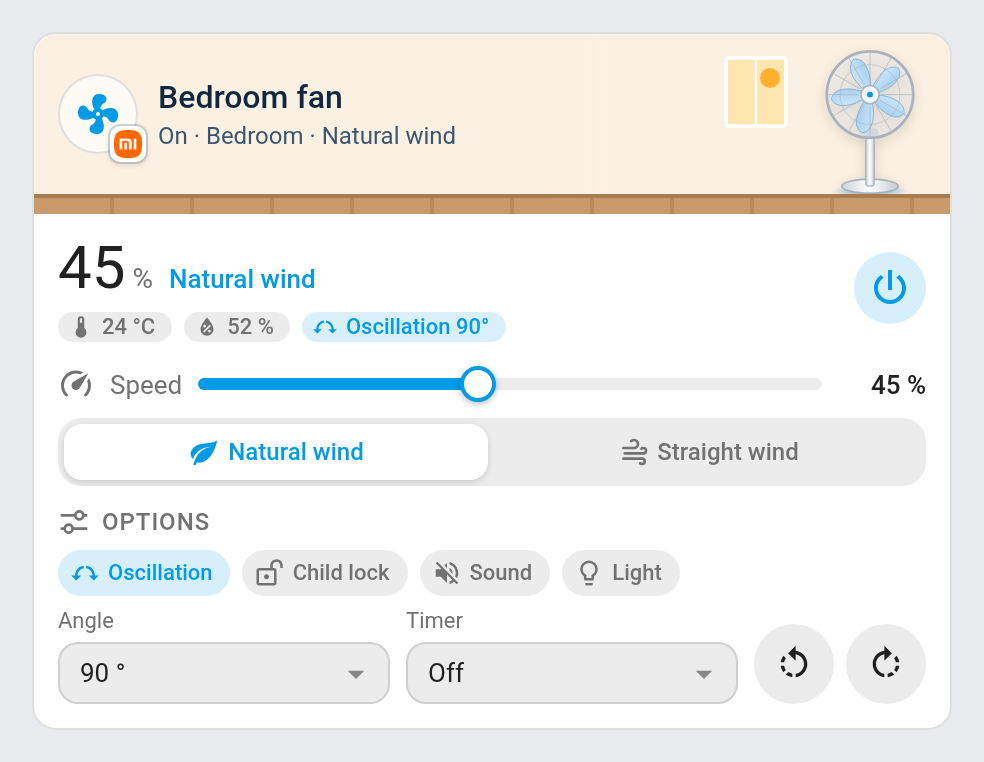 Bedroom fan
mi
On · Bedroom · Natural wind
45 % Natural wind
24 °C 52 % Oscillation 90°
Speed 45 %
Natural wind Straight wind
OPTIONS
Oscillation Child lock Sound Light
Angle Timer
90 ° Off